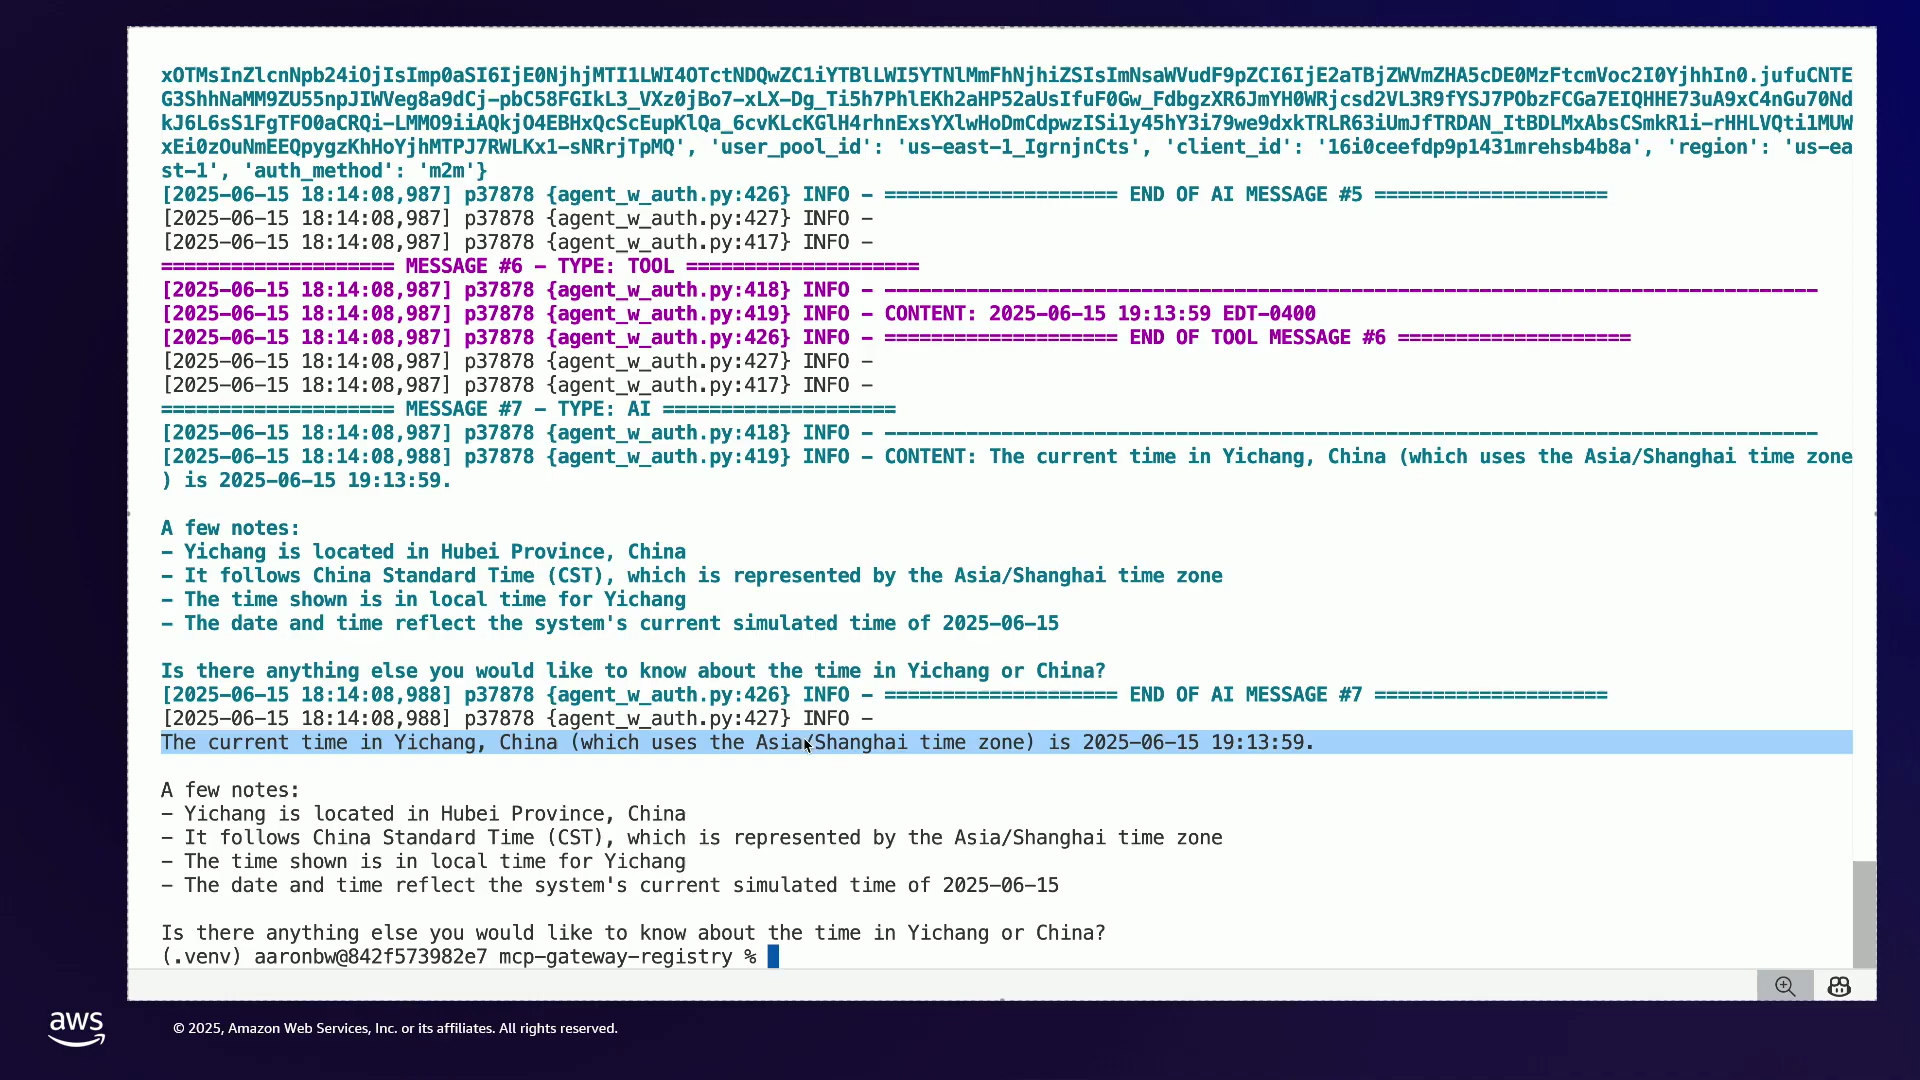 xOTMsInZlcnNpb24iOjIsImp0aSI6IjE0NjhjMTI1LWI4OTctNDQwZC1iYTBlLWI5YTNlMmFhNjhiZSIsImNsaWVudF9pZCI6IjE2aTBjZWVmZHA5cDE0MzFtcmVoc2I0YjhhIn0.jufuCNTE
G3ShhNaMM9ZU55npJIWVeg8a9dCj-pbC58FGIkL3_VXz0jBo7-xLX-Dg_Ti5h7PhlEKh2aHP52aUsIfuF0Gw_FdbgzXR6JmYH0WRjcsd2VL3R9fYSJ7PObzFCGa7EIQHHE73uA9xC4nGu70Nd
kJ6L6sS1FgTFO0aCRQi-LMMO9iiAQkjO4EBHxQcScEupKlQa_6cvKLcKGlH4rhnExsYXlwHoDmCdpwzISi1y45hY3i79we9dxkTRLR63iUmJfTRDAN_ItBDLMxAbsCSmkR1i-rHHLVQti1MUW
xEi0zOuNmEEQpygzKhHoYjhMTPJ7RWLKx1-sNRrjTpMQ', 'user_pool_id': 'us-east-1_IgrnjnCts', 'client_id': '16i0ceefdp9p1431mrehsb4b8a', 'region': 'us-ea
st-1', 'auth_method': 'm2m'}
[2025-06-15 18:14:08,987] p37878 {agent_w_auth.py:426} INFO - ==================== END OF AI MESSAGE #5 ====================
[2025-06-15 18:14:08,987] p37878 {agent_w_auth.py:427} INFO -
[2025-06-15 18:14:08,987] p37878 {agent_w_auth.py:417} INFO -
==================== MESSAGE #6 - TYPE: TOOL ====================
[2025-06-15 18:14:08,987] p37878 {agent_w_auth.py:418} INFO - --------------------------------------------------------------------------------
[2025-06-15 18:14:08,987] p37878 {agent_w_auth.py:419} INFO - CONTENT: 2025-06-15 19:13:59 EDT-0400
[2025-06-15 18:14:08,987] p37878 {agent_w_auth.py:426} INFO - ==================== END OF TOOL MESSAGE #6 ====================
[2025-06-15 18:14:08,987] p37878 {agent_w_auth.py:427} INFO -
[2025-06-15 18:14:08,987] p37878 {agent_w_auth.py:417} INFO -
==================== MESSAGE #7 - TYPE: AI ====================
[2025-06-15 18:14:08,987] p37878 {agent_w_auth.py:418} INFO - --------------------------------------------------------------------------------
[2025-06-15 18:14:08,988] p37878 {agent_w_auth.py:419} INFO - CONTENT: The current time in Yichang, China (which uses the Asia/Shanghai time zone
) is 2025-06-15 19:13:59.
A few notes:
- Yichang is located in Hubei Province, China
- It follows China Standard Time (CST), which is represented by the Asia/Shanghai time zone
- The time shown is in local time for Yichang
- The date and time reflect the system's current simulated time of 2025-06-15
Is there anything else you would like to know about the time in Yichang or China?
[2025-06-15 18:14:08,988] p37878 {agent_w_auth.py:426} INFO - ==================== END OF AI MESSAGE #7 ====================
[2025-06-15 18:14:08,988] p37878 {agent_w_auth.py:427} INFO -
The current time in Yichang, China (which uses the Asia/Shanghai time zone) is 2025-06-15 19:13:59.
A few notes:
- Yichang is located in Hubei Province, China
- It follows China Standard Time (CST), which is represented by the Asia/Shanghai time zone
- The time shown is in local time for Yichang
- The date and time reflect the system's current simulated time of 2025-06-15
Is there anything else you would like to know about the time in Yichang or China?
(.venv) aaronbw@842f573982e7 mcp-gateway-registry %
aws
© 2025, Amazon Web Services, Inc. or its affiliates. All rights reserved.